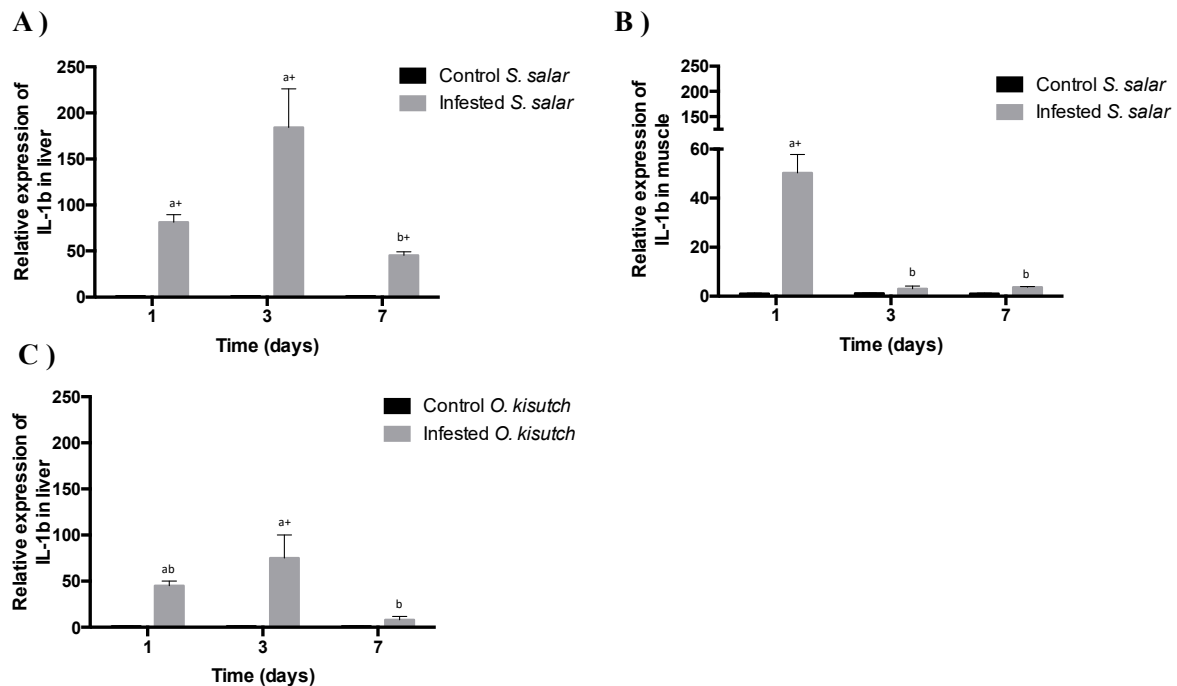 A )
Relative expression of
IL-1b in liver
250
200
150
100
50
0
a+
a+
b+
1
3
7
Time (days)
Control S. salar
Infested S. salar
B )
Relative expression of
IL-1b in muscle
250
200
150
60
40
20
0
a+
b
b
1
3
7
Time (days)
Control S. salar
Infested S. salar
C )
Relative expression of
IL-1b in liver
250
200
150
100
50
0
ab
a+
b
1
3
7
Time (days)
Control O. kisutch
Infested O. kisutch